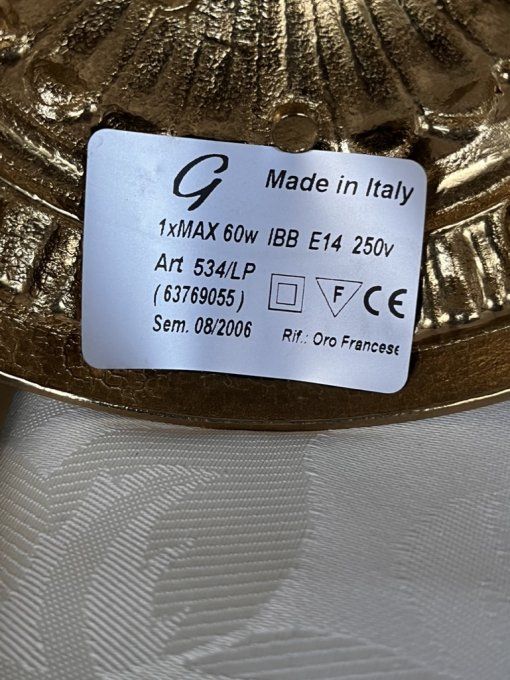 G Made in Italy
1xMAX 60w IBB E14 250v
Art 534/LP
(63769055) F CE
Sem. 08/2006 Rif.: Oro Francese